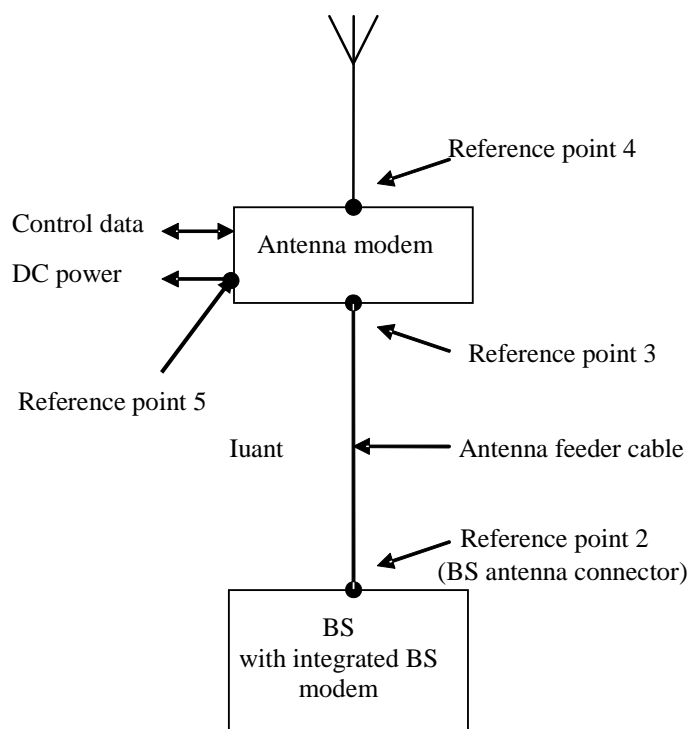 Reference point 4
Control data
Antenna modem
DC power
Reference point 3
Reference point 5
Iuant
Antenna feeder cable
Reference point 2
(BS antenna connector)
BS
with integrated BS
modem